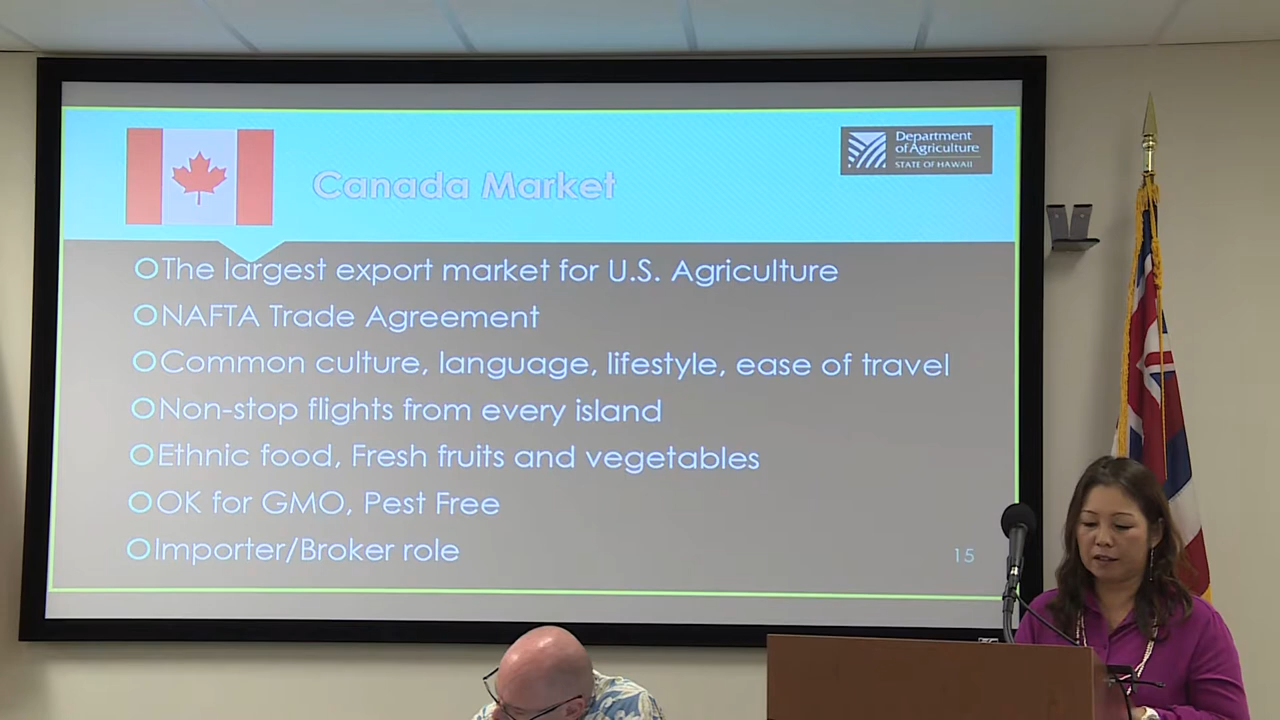 Department
of Agriculture
STATE OF HAWAII
Canada Market
The largest export market for U.S. Agriculture
NAFTA Trade Agreement
Common culture, language, lifestyle, ease of travel
Non-stop flights from every island
Ethnic food, Fresh fruits and vegetables
OK for GMO, Pest Free
Importer/Broker role
15